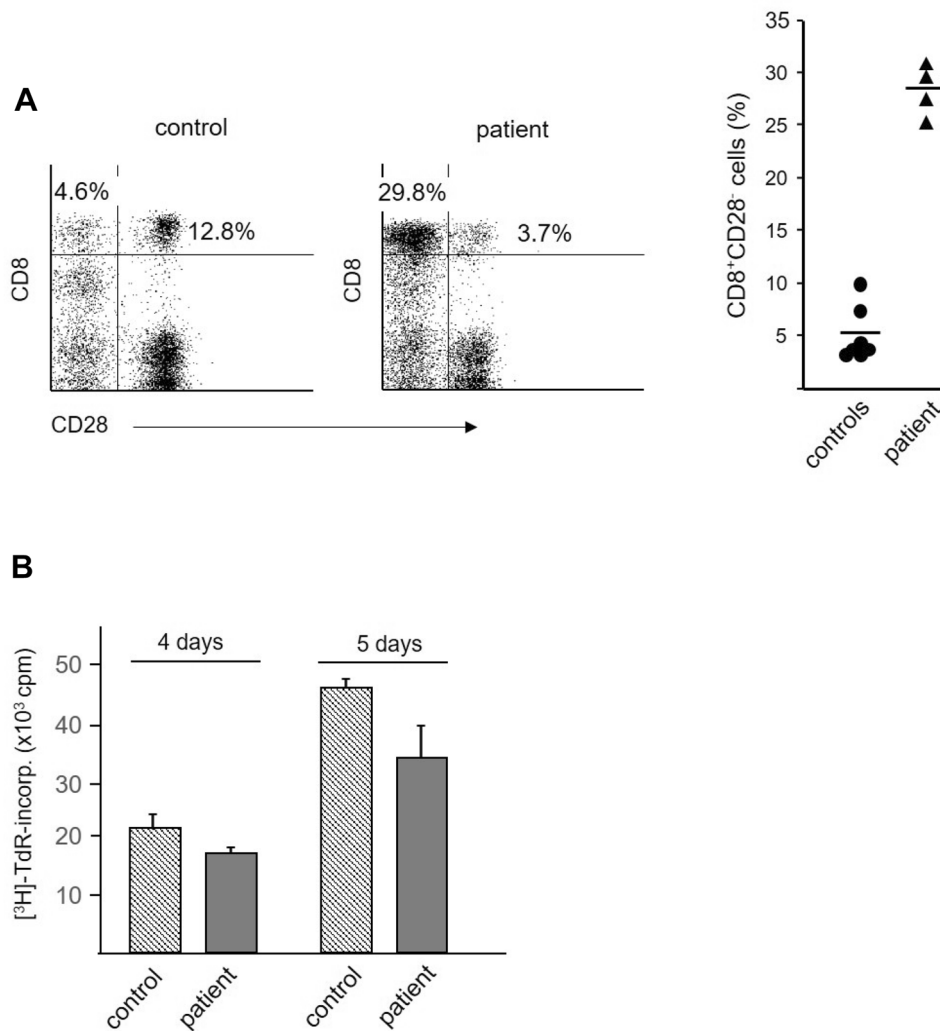 A
control
patient
4.6%
12.8%
29.8%
3.7%
CD8
CD8
CD28
CD8⁺CD28⁻ cells (%)
35
30
25
20
15
10
5
controls
patient
B
[³H]-TdR-incorp. (x10³ cpm)
4 days
5 days
50
40
30
20
10
control
patient
control
patient